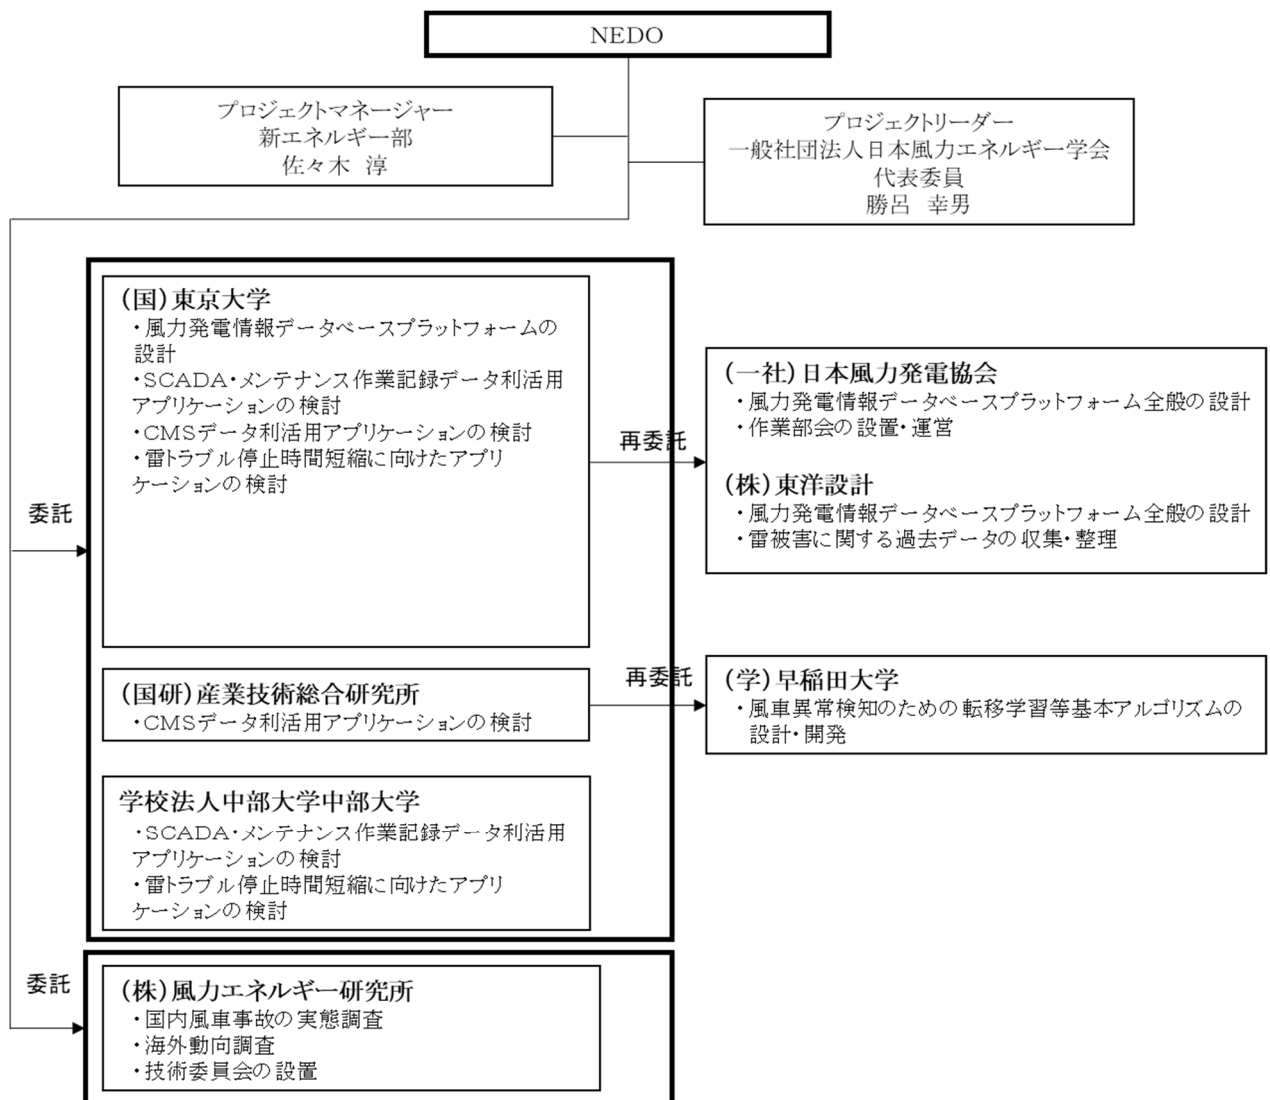 NEDO
プロジェクトマネージャー
新エネルギー部
佐々木 淳
プロジェクトリーダー
一般社団法人日本風力エネルギー学会
代表委員
勝呂 幸男
(国)東京大学
・風力発電情報データベースプラットフォームの
設計
・SCADA・メンテナンス作業記録データ利活用
アプリケーションの検討
・CMSデータ利活用アプリケーションの検討
・雷トラブル停止時間短縮に向けたアプリ
ケーションの検討
再委託
(一社)日本風力発電協会
・風力発電情報データベースプラットフォーム全般の設計
・作業部会の設置・運営
(株)東洋設計
・風力発電情報データベースプラットフォーム全般の設計
・雷被害に関する過去データの収集・整理
委託
(国研)産業技術総合研究所
・CMSデータ利活用アプリケーションの検討
再委託
(学)早稲田大学
・風車異常検知のための転移学習等基本アルゴリズムの
設計・開発
学校法人中部大学中部大学
・SCADA・メンテナンス作業記録データ利活用
アプリケーションの検討
・雷トラブル停止時間短縮に向けたアプリ
ケーションの検討
委託
(株)風力エネルギー研究所
・国内風車事故の実態調査
・海外動向調査
・技術委員会の設置